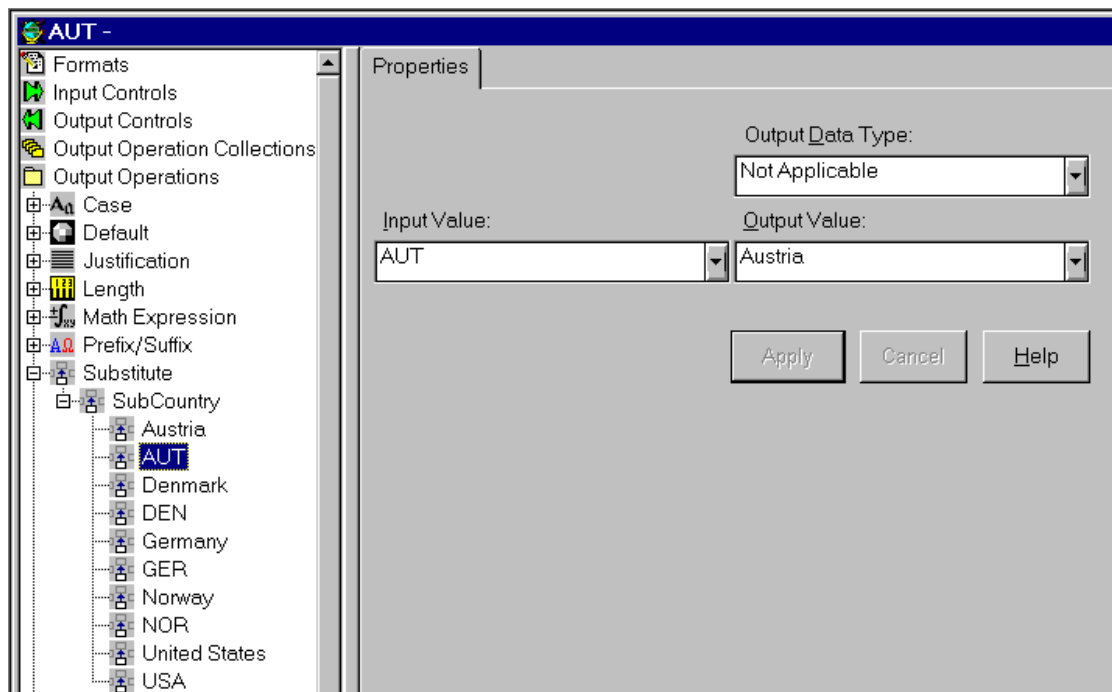 AUT -
Formats
Input Controls
Output Controls
Output Operation Collections
Output Operations
Case
Default
Justification
Length
Math Expression
Prefix/Suffix
Substitute
SubCountry
Austria
AUT
Denmark
DEN
Germany
GER
Norway
NOR
United States
USA
Properties
Output Data Type:
Not Applicable
Input Value:
AUT
Output Value:
Austria
Apply
Cancel
Help